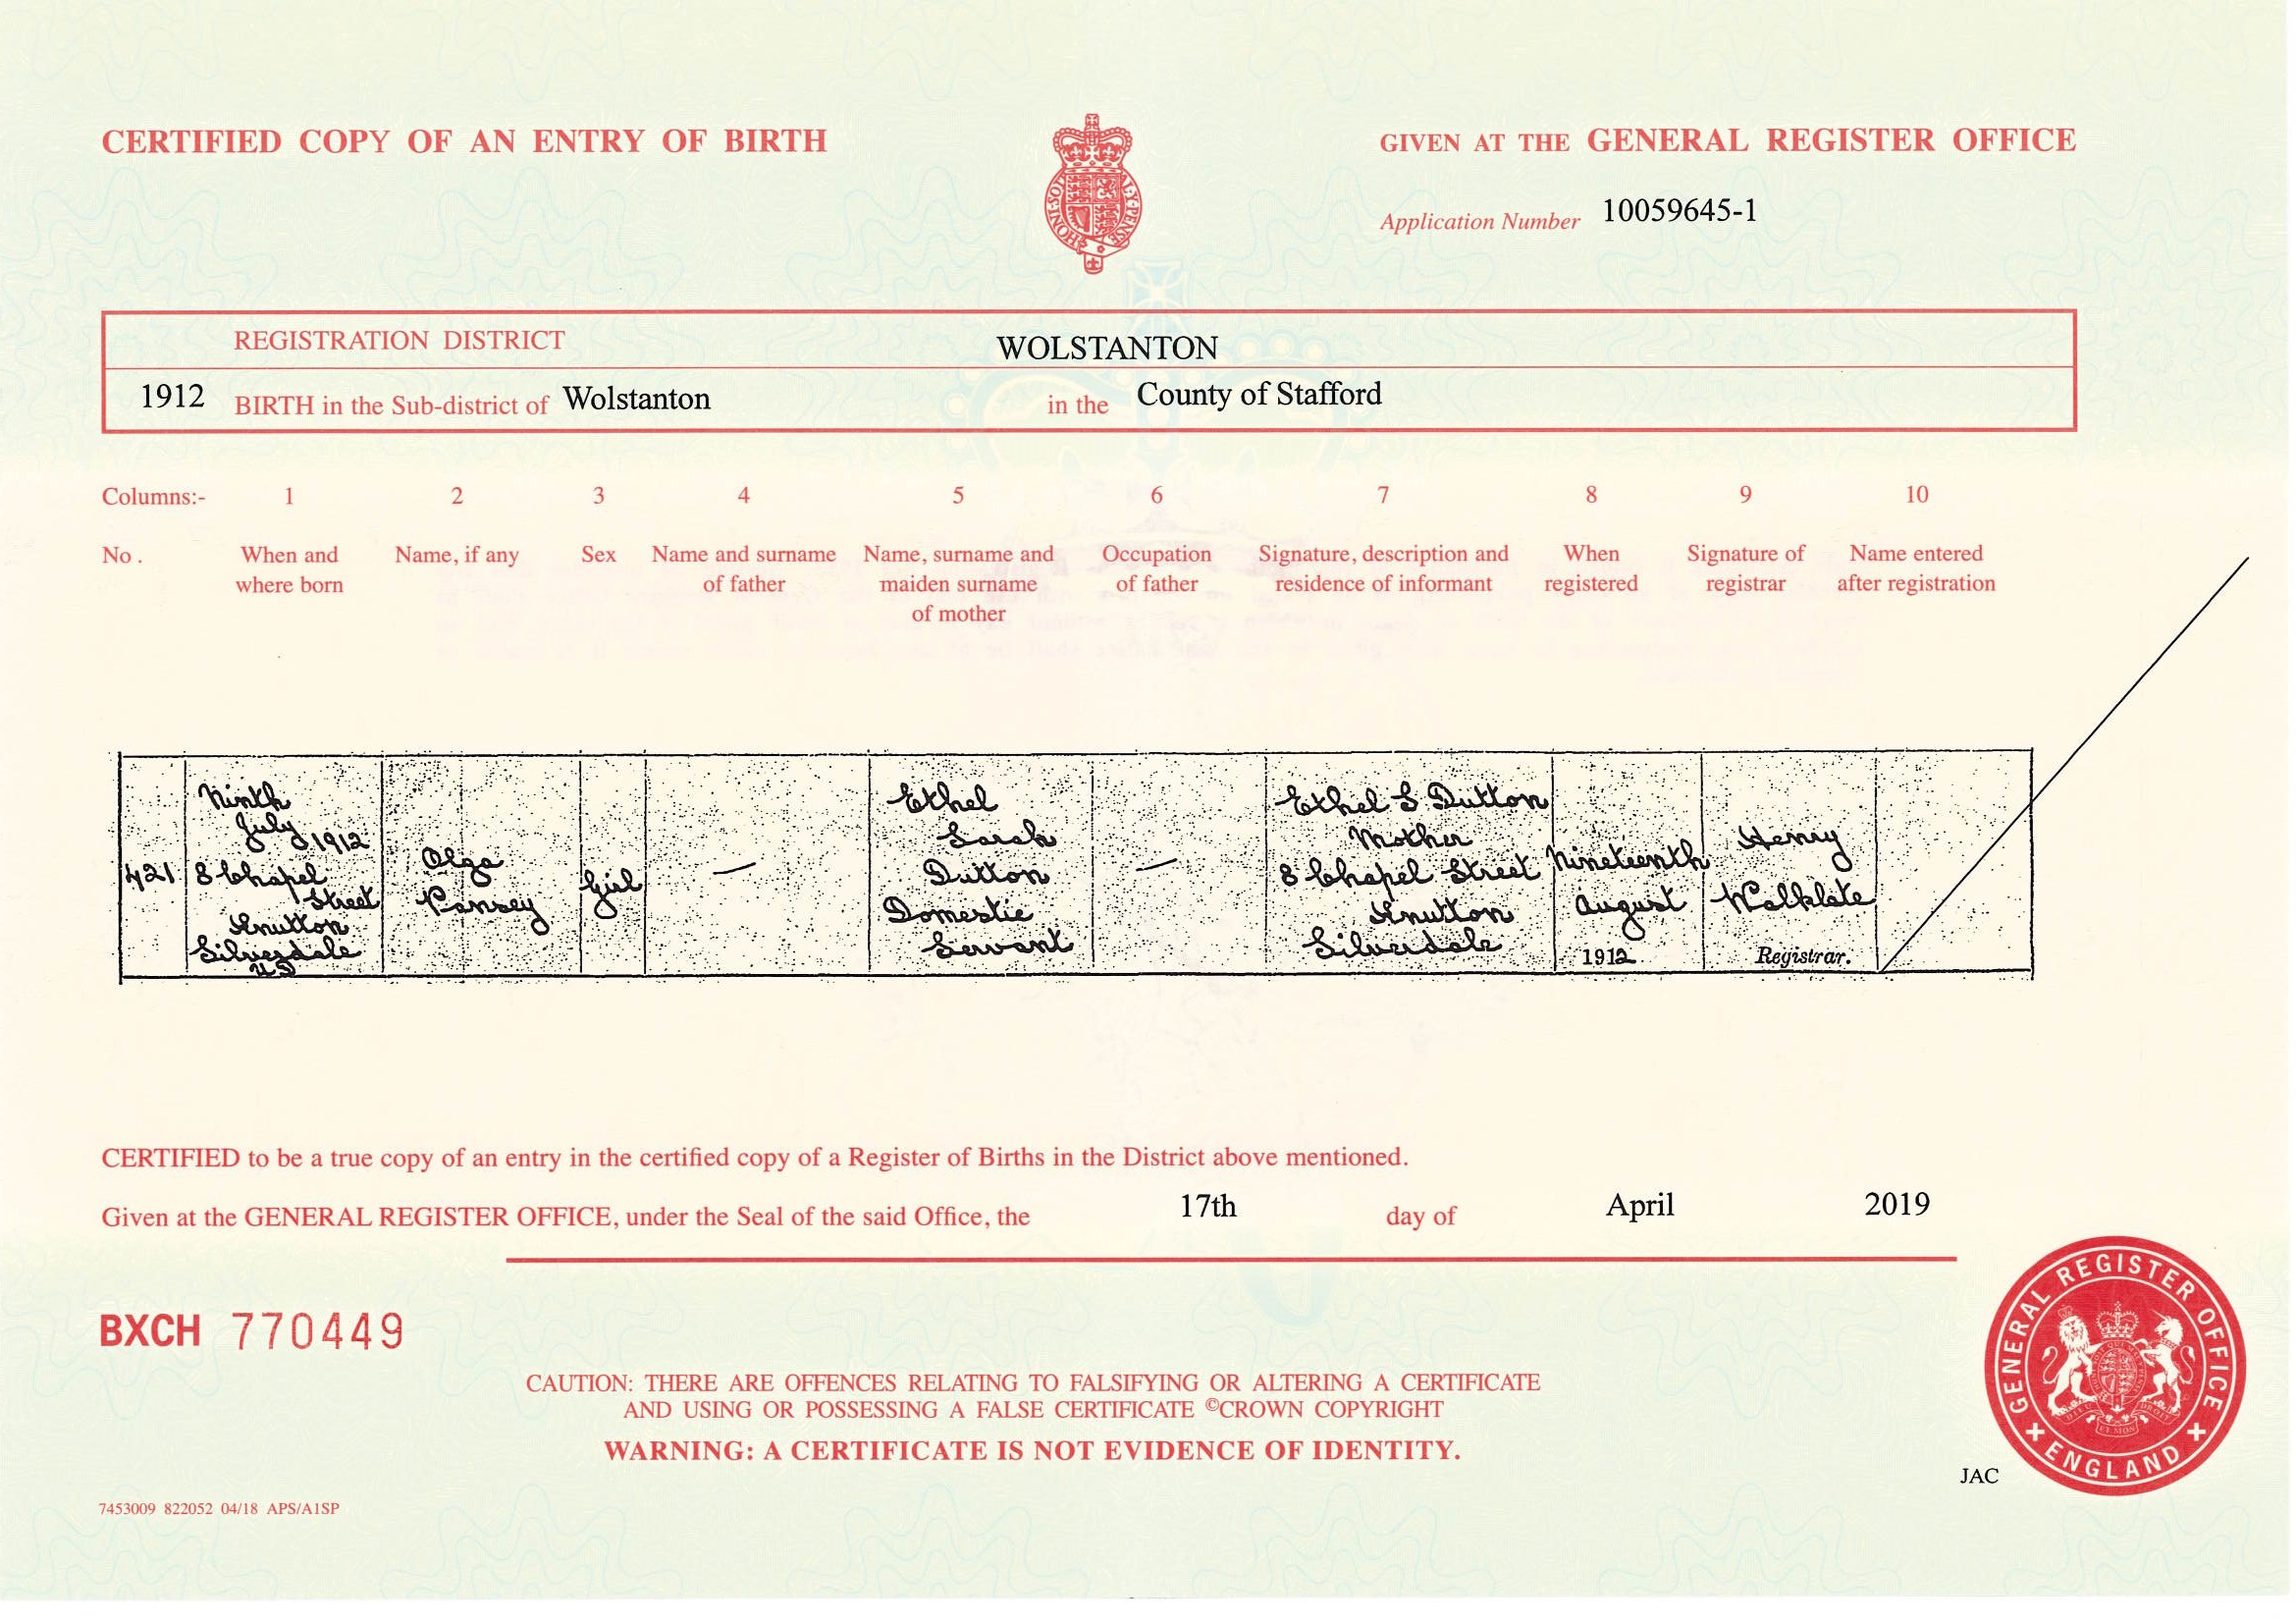 CERTIFIED COPY OF AN ENTRY OF BIRTH
GIVEN AT THE GENERAL REGISTER OFFICE
HONI·SOIT
AL·Y·PENSE
Application Number 10059645-1
REGISTRATION DISTRICT WOLSTANTON
1912 BIRTH in the Sub-district of Wolstanton in the County of Stafford
Columns:- 1 2 3 4 5 6 7 8 9 10
No. When and where born
Name, if any
Sex
Name and surname of father
Name, surname and maiden surname of mother
Occupation of father
Signature, description and residence of informant
When registered
Signature of registrar
Name entered after registration
421
Ninth
July 1912
8 Chapel
Street
Knutton
Silverdale
U.D
Olga
Pansey
Girl
—
Ethel
Sarah
Dutton
Domestic
Servant
—
Ethel S Dutton
Mother
8 Chapel Street
Knutton
Silverdale
Nineteenth
August
1912
Henry
Walklate
Registrar.
CERTIFIED to be a true copy of an entry in the certified copy of a Register of Births in the District above mentioned.
Given at the GENERAL REGISTER OFFICE, under the Seal of the said Office, the 17th day of April 2019
BXCH 770449
CAUTION: THERE ARE OFFENCES RELATING TO FALSIFYING OR ALTERING A CERTIFICATE
AND USING OR POSSESSING A FALSE CERTIFICATE ©CROWN COPYRIGHT
WARNING: A CERTIFICATE IS NOT EVIDENCE OF IDENTITY.
GENERAL REGISTER OFFICE
ENGLAND
JAC
7453009 822052 04/18 APS/A1SP